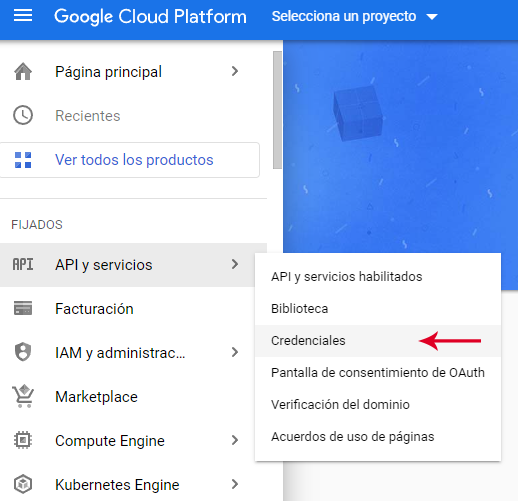 Google Cloud Platform Selecciona un proyecto
Página principal
Recientes
Ver todos los productos
FIJADOS
API API y servicios
Facturación
IAM y administrac...
Marketplace
Compute Engine
Kubernetes Engine
API y servicios habilitados
Biblioteca
Credenciales
Pantalla de consentimiento de OAuth
Verificación del dominio
Acuerdos de uso de páginas